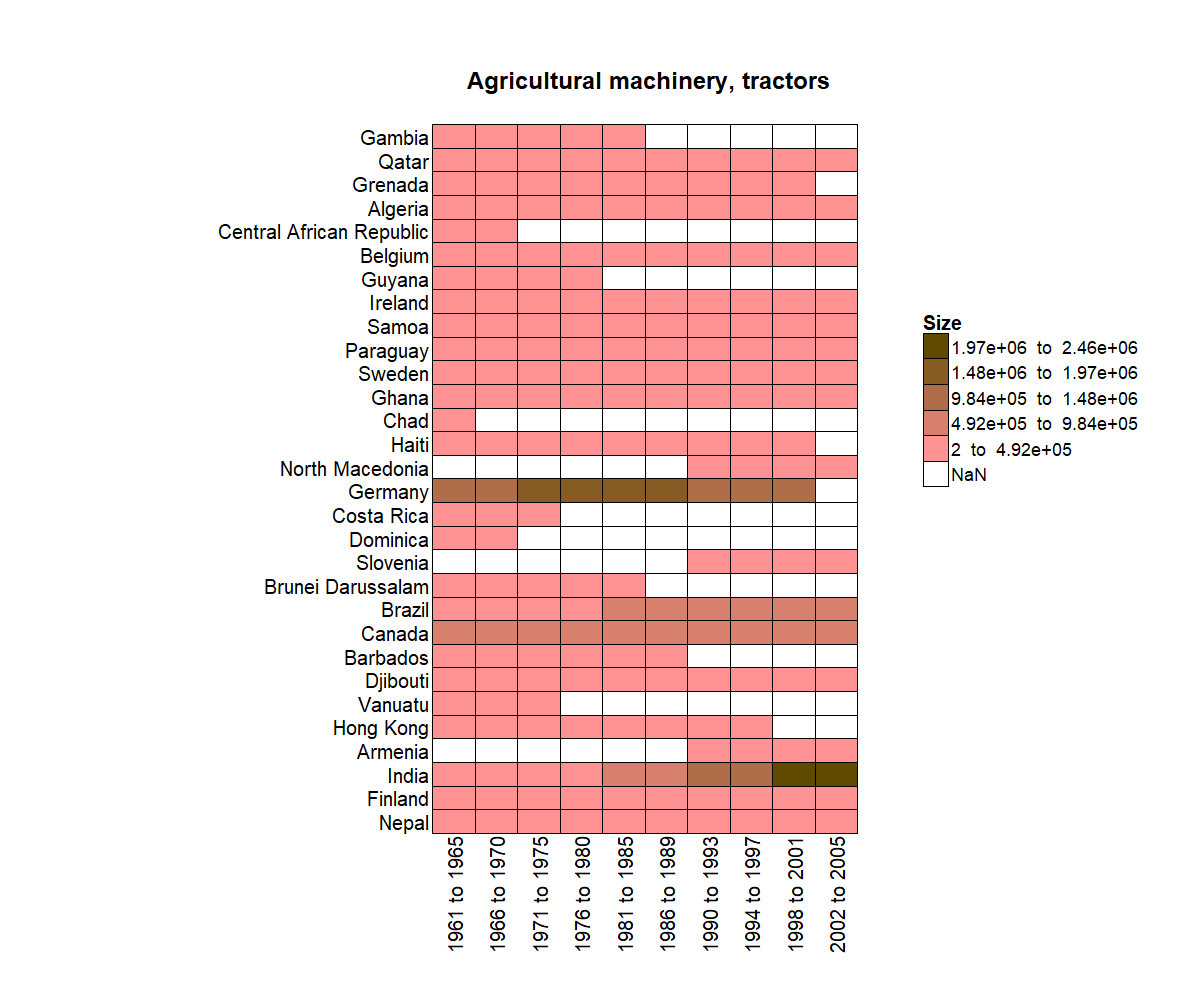 Agricultural machinery, tractors
Gambia
Qatar
Grenada
Algeria
Central African Republic
Belgium
Guyana
Ireland
Samoa
Paraguay
Sweden
Ghana
Chad
Haiti
North Macedonia
Germany
Costa Rica
Dominica
Slovenia
Brunei Darussalam
Brazil
Canada
Barbados
Djibouti
Vanuatu
Hong Kong
Armenia
India
Finland
Nepal
1961 to 1965
1966 to 1970
1971 to 1975
1976 to 1980
1981 to 1985
1986 to 1989
1990 to 1993
1994 to 1997
1998 to 2001
2002 to 2005
Size
1.97e+06 to 2.46e+06
1.48e+06 to 1.97e+06
9.84e+05 to 1.48e+06
4.92e+05 to 9.84e+05
2 to 4.92e+05
NaN